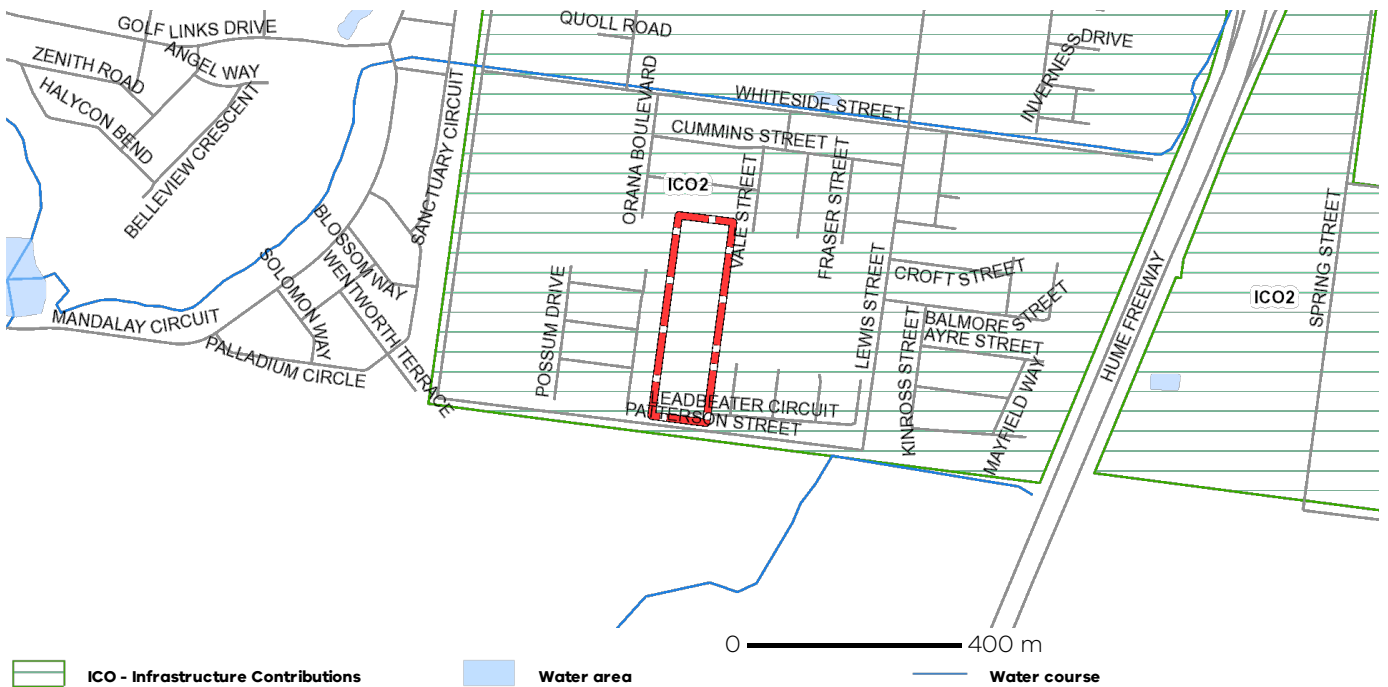 GOLF LINKS DRIVE
QUOLL ROAD
INVERNESS DRIVE
ZENITH ROAD
ANGEL WAY
HALYCON BEND
BELLEVIEW CRESCENT
SANCTUARY CIRCUIT
ORANA BOULEVARD
WHITESIDE STREET
CUMMINS STREET
ICO2
VALE STREET
FRASER STREET
SPRING STREET
BLOSSOM WAY
SOLOMON WAY
WENTWORTH TERRACE
CROFT STREET
LEWIS STREET
HUME FREEWAY
ICO2
POSSUM DRIVE
MANDALAY CIRCUIT
PALLADIUM CIRCLE
BALMORE STREET
AYRE STREET
KINROSS STREET
MAYFIELD WAY
LEADBEATER CIRCUIT
PATTERSON STREET
0 400 m
ICO - Infrastructure Contributions
Water area
Water course